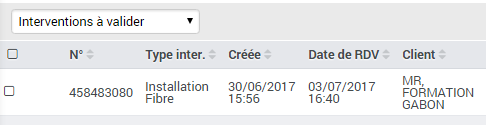 Interventions à valider
N° Type inter. Créée Date de RDV Client
458483080 Installation Fibre 30/06/2017 15:56 03/07/2017 16:40 MR, FORMATION GABON